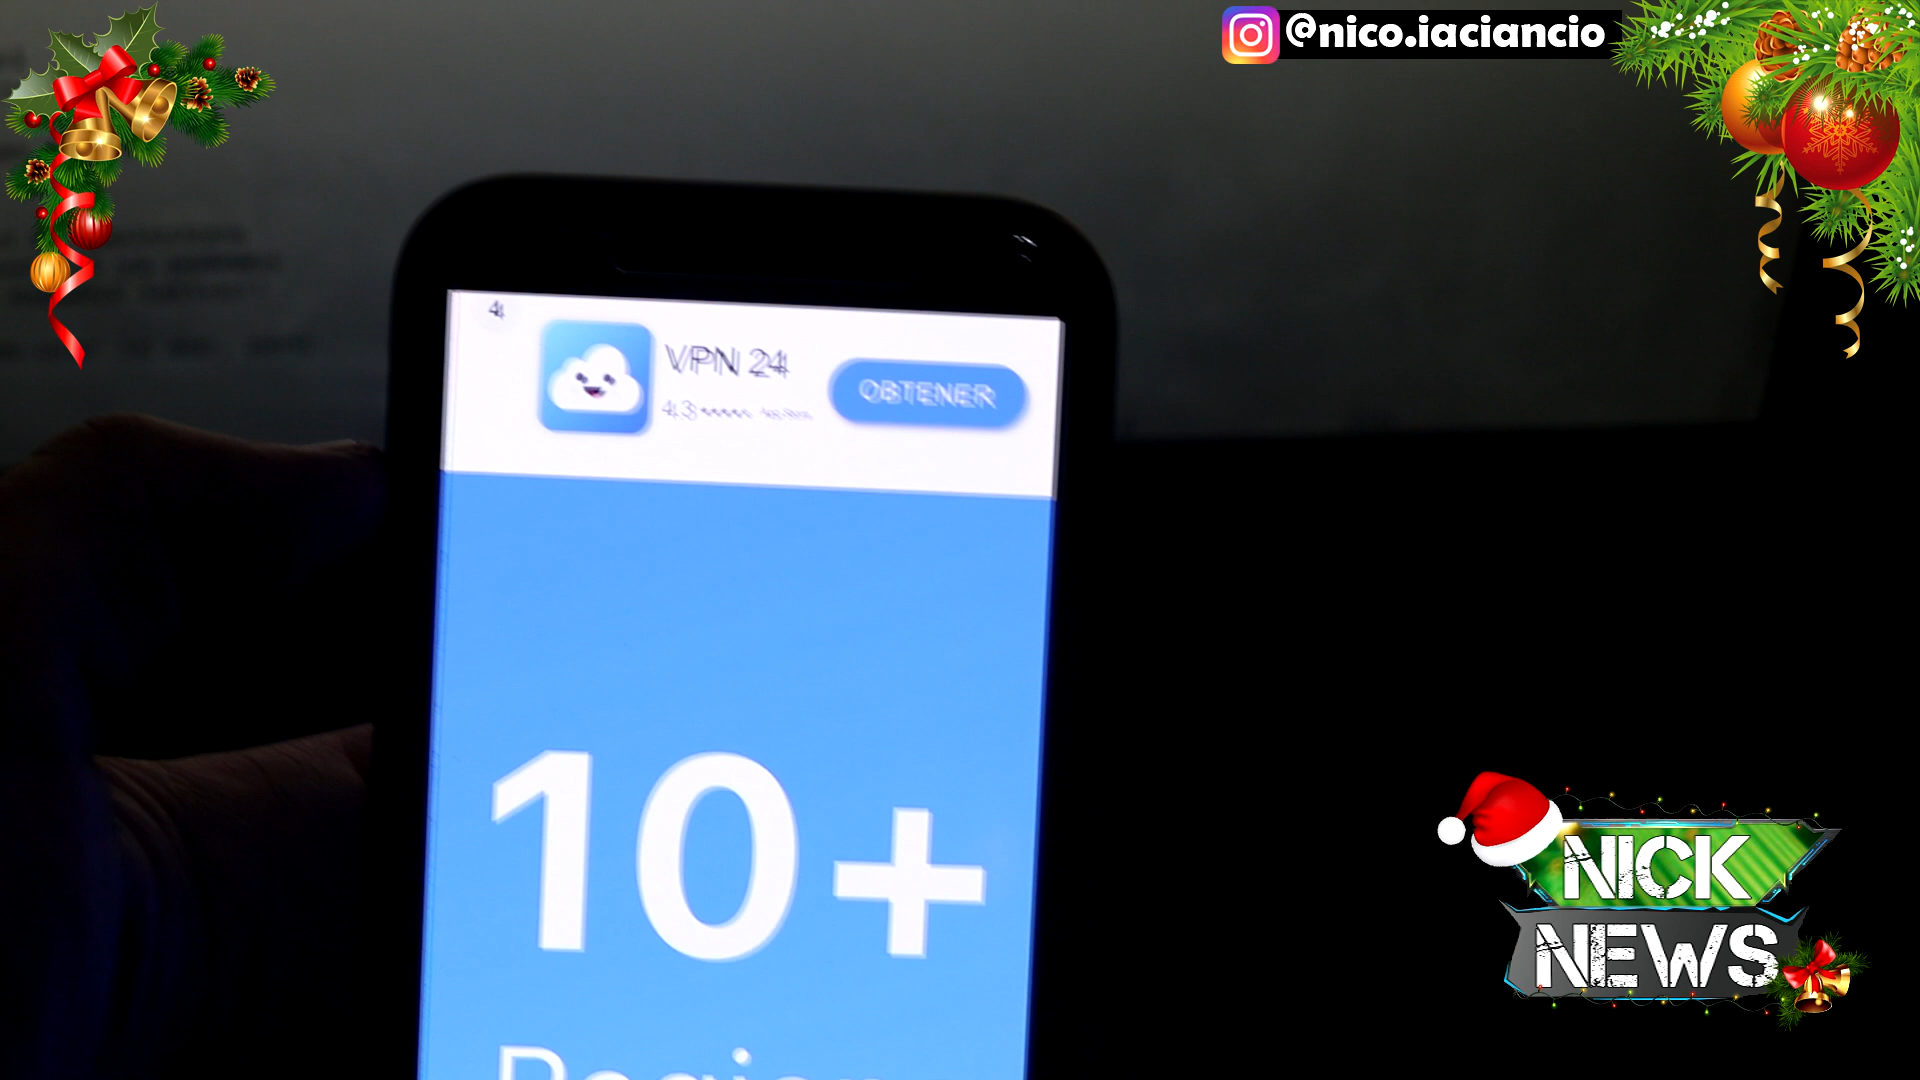 @nico.iaciancio
VPN 24
4.3
OBTENER
10+
NICK
NEWS